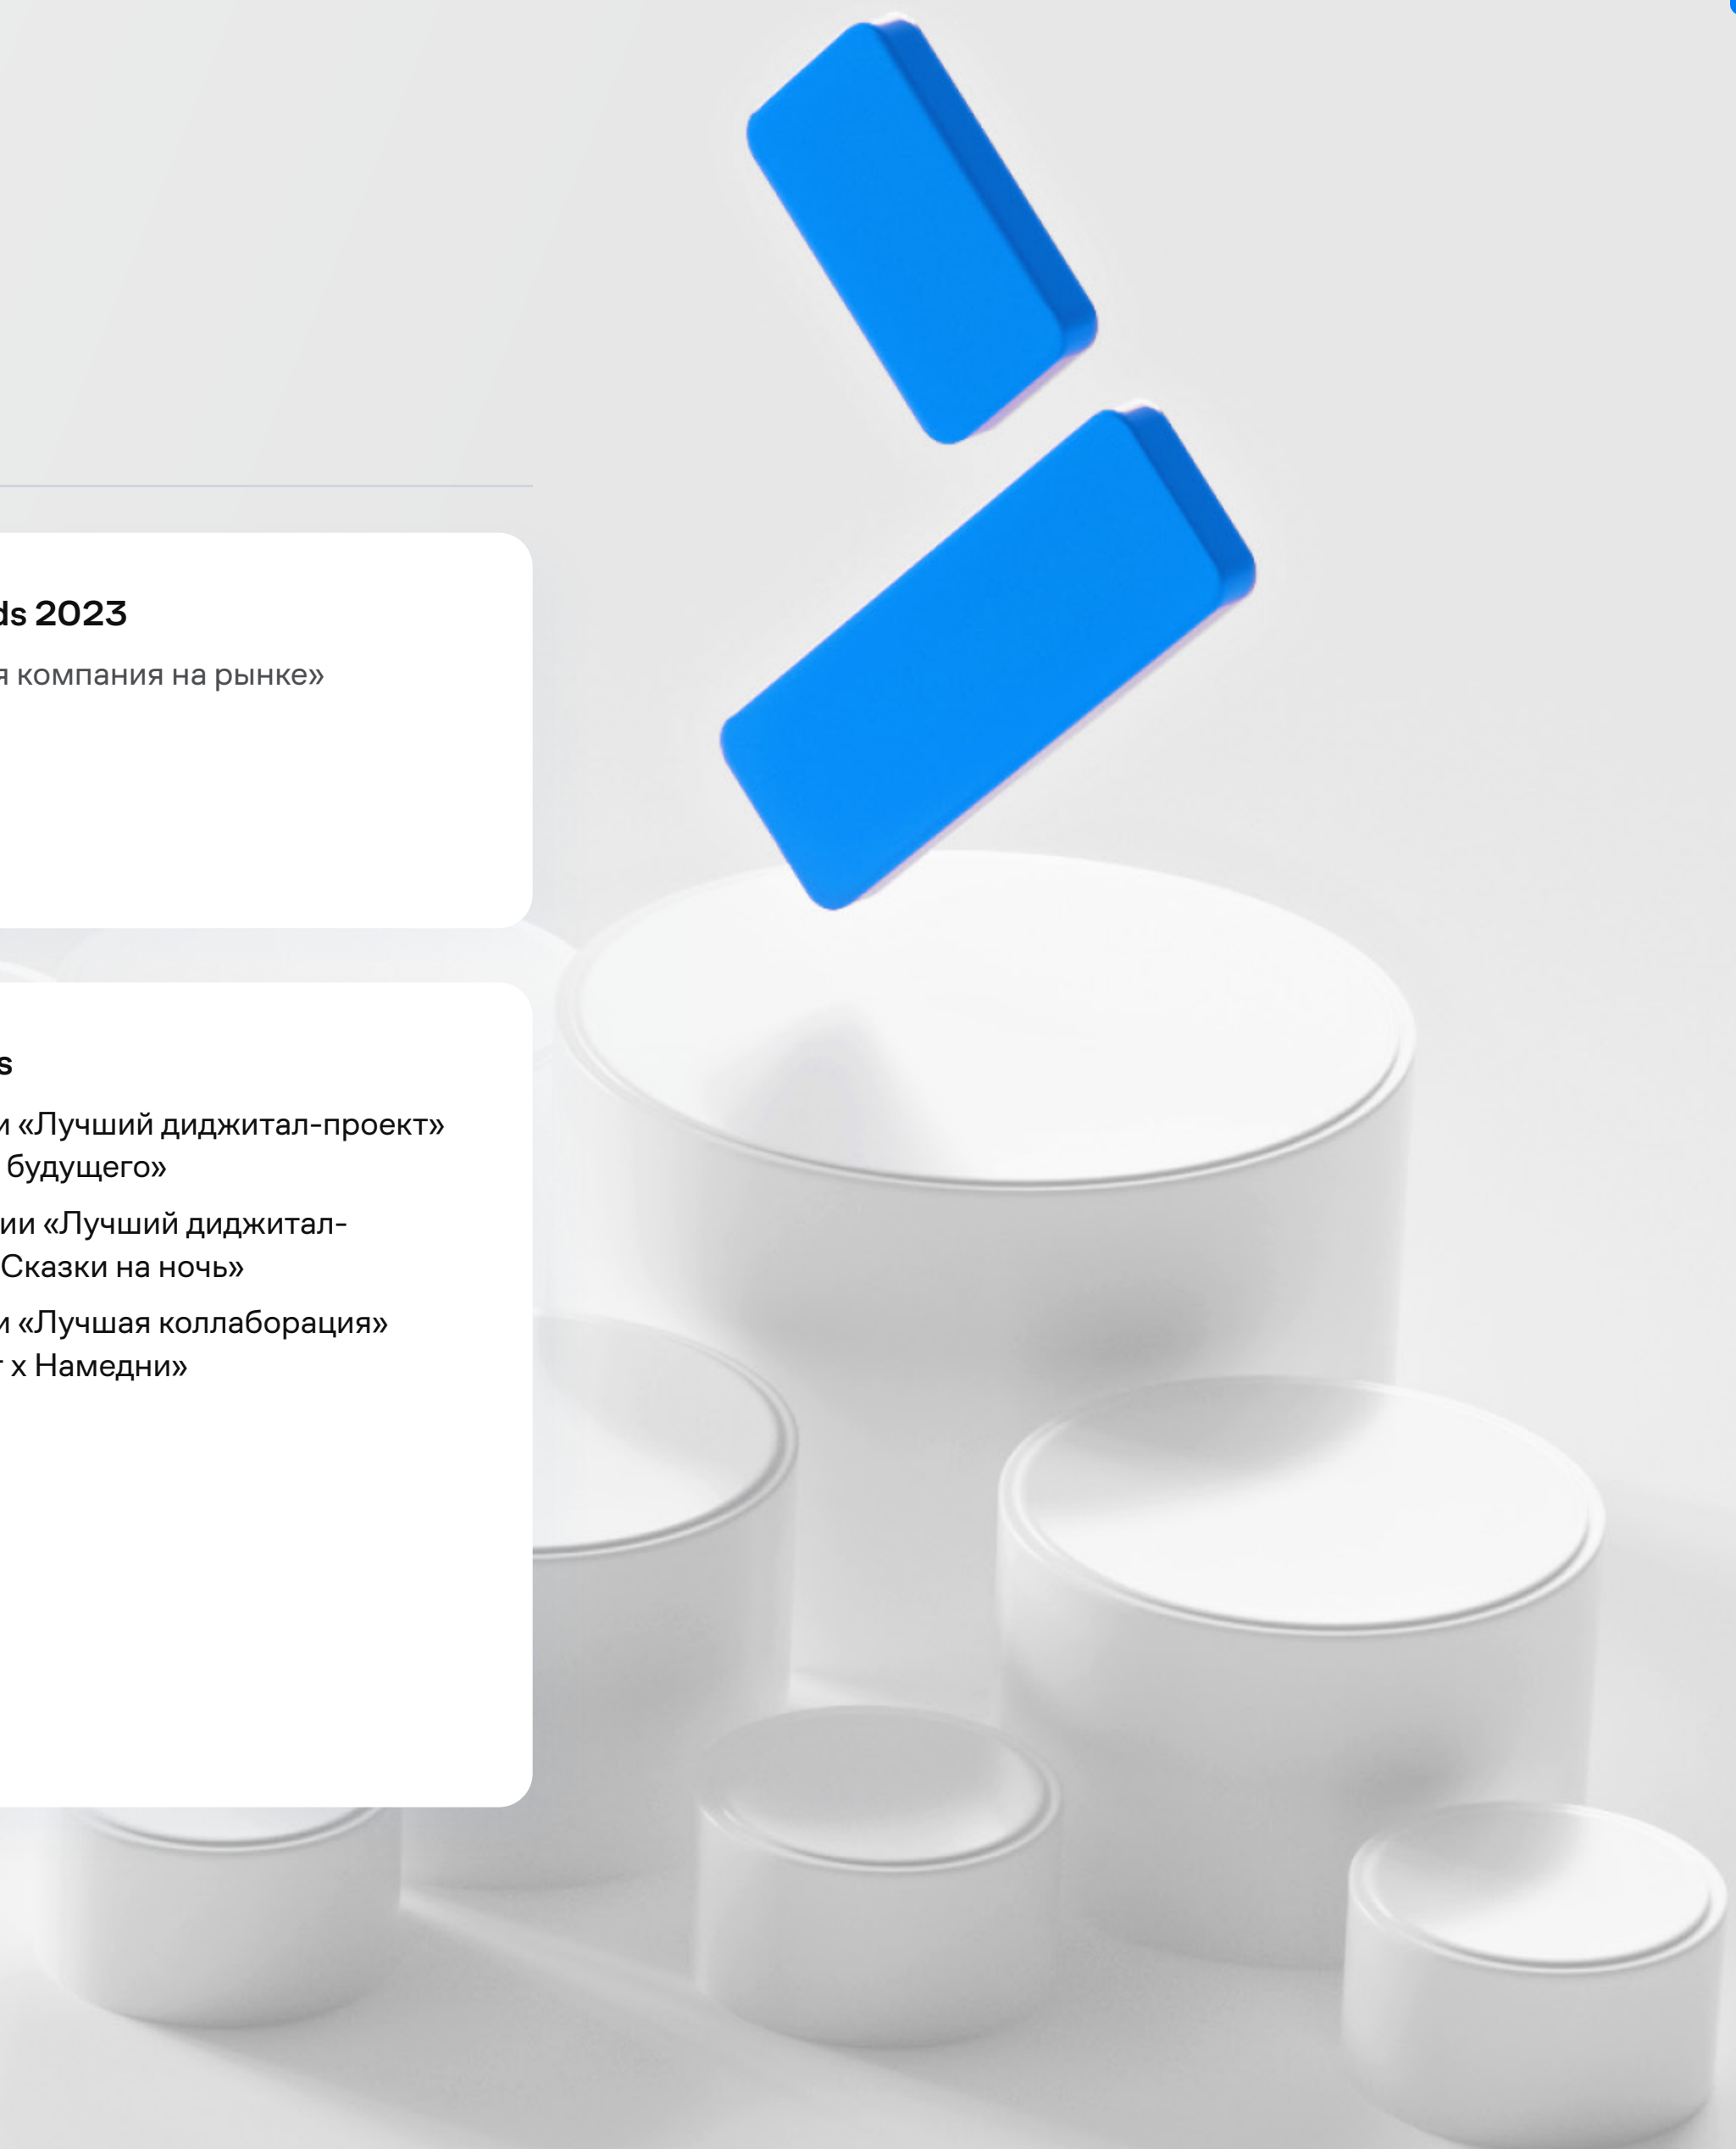 ds 2023
я компания на рынке»
s
и «Лучший диджитал-проект»
будущего»
ии «Лучший диджитал-
Сказки на ночь»
и «Лучшая коллаборация»
т х Намедни»